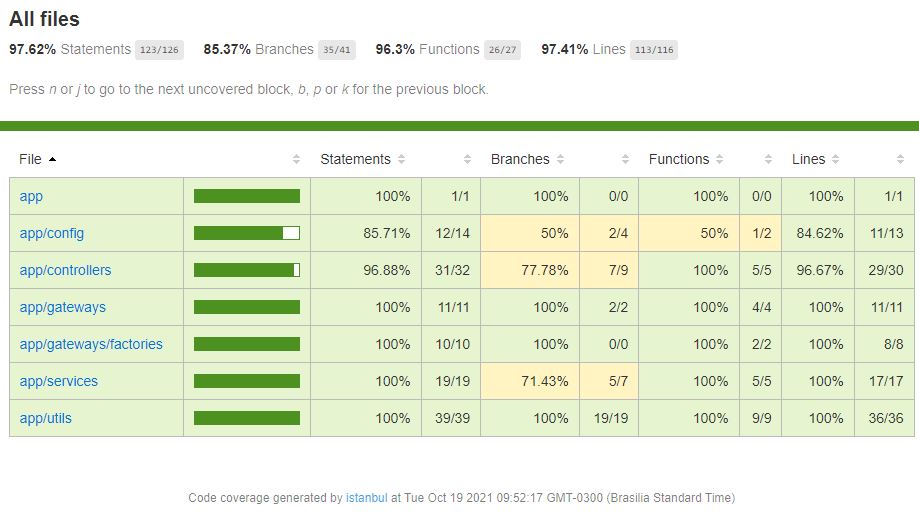 All files
97.62% Statements 123/126 85.37% Branches 35/41 96.3% Functions 26/27 97.41% Lines 113/116
Press n or j to go to the next uncovered block, b, p or k for the previous block.
File Statements Branches Functions Lines
app 100% 1/1 100% 0/0 100% 0/0 100% 1/1
app/config 85.71% 12/14 50% 2/4 50% 1/2 84.62% 11/13
app/controllers 96.88% 31/32 77.78% 7/9 100% 5/5 96.67% 29/30
app/gateways 100% 11/11 100% 2/2 100% 4/4 100% 11/11
app/gateways/factories 100% 10/10 100% 0/0 100% 2/2 100% 8/8
app/services 100% 19/19 71.43% 5/7 100% 5/5 100% 17/17
app/utils 100% 39/39 100% 19/19 100% 9/9 100% 36/36
Code coverage generated by istanbul at Tue Oct 19 2021 09:52:17 GMT-0300 (Brasilia Standard Time)